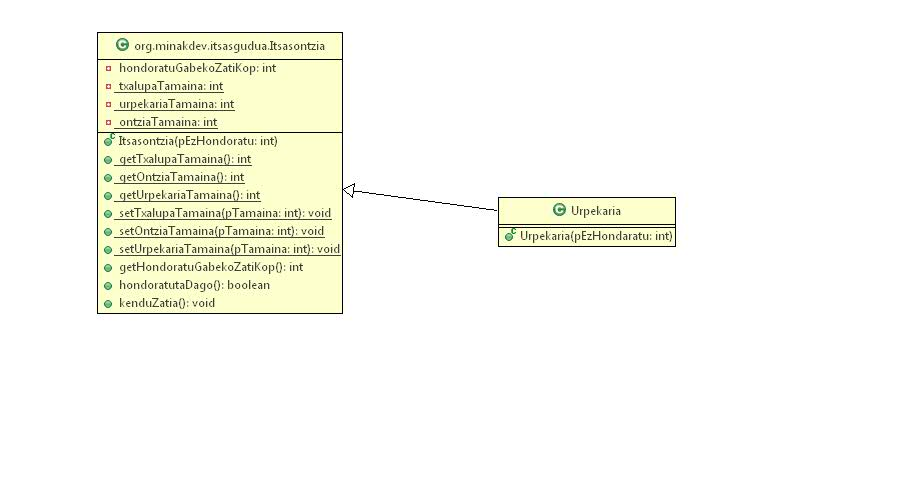 org.minakdev.itsasgudua.Itsasontzia
hondoratuGabekoZatiKop: int
txalupaTamaina: int
urpekariaTamaina: int
ontziaTamaina: int
Itsasontzia(pEzHondoratu: int)
getTxalupaTamaina(): int
getOntziaTamaina(): int
getUrpekariaTamaina(): int
setTxalupaTamaina(pTamaina: int): void
setOntziaTamaina(pTamaina: int): void
setUrpekariaTamaina(pTamaina: int): void
getHondoratuGabekoZatiKop(): int
hondoratutaDago(): boolean
kenduZatia(): void
Urpekaria
Urpekaria(pEzHondaratu: int)